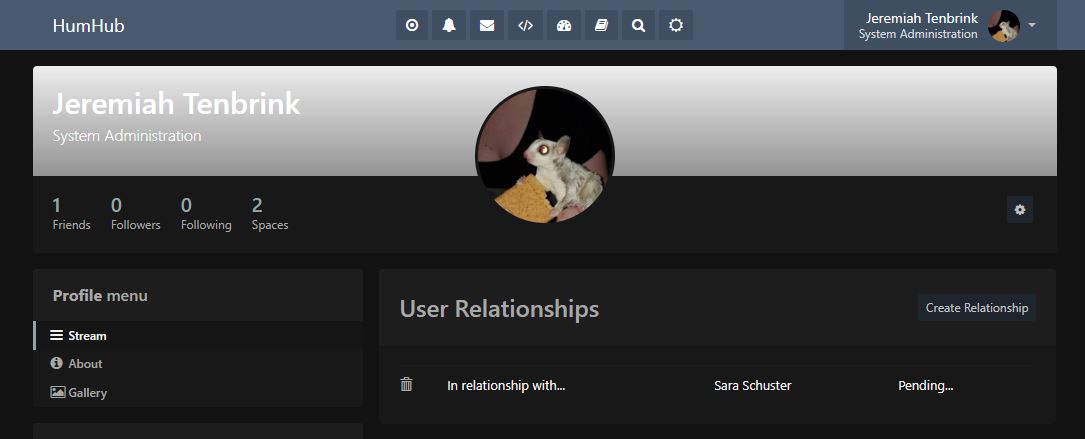 HumHub
Jeremiah Tenbrink
System Administration
Jeremiah Tenbrink
System Administration
1 0 0 2
Friends Followers Following Spaces
Profile menu
Stream
About
Gallery
User Relationships
Create Relationship
In relationship with... Sara Schuster Pending...